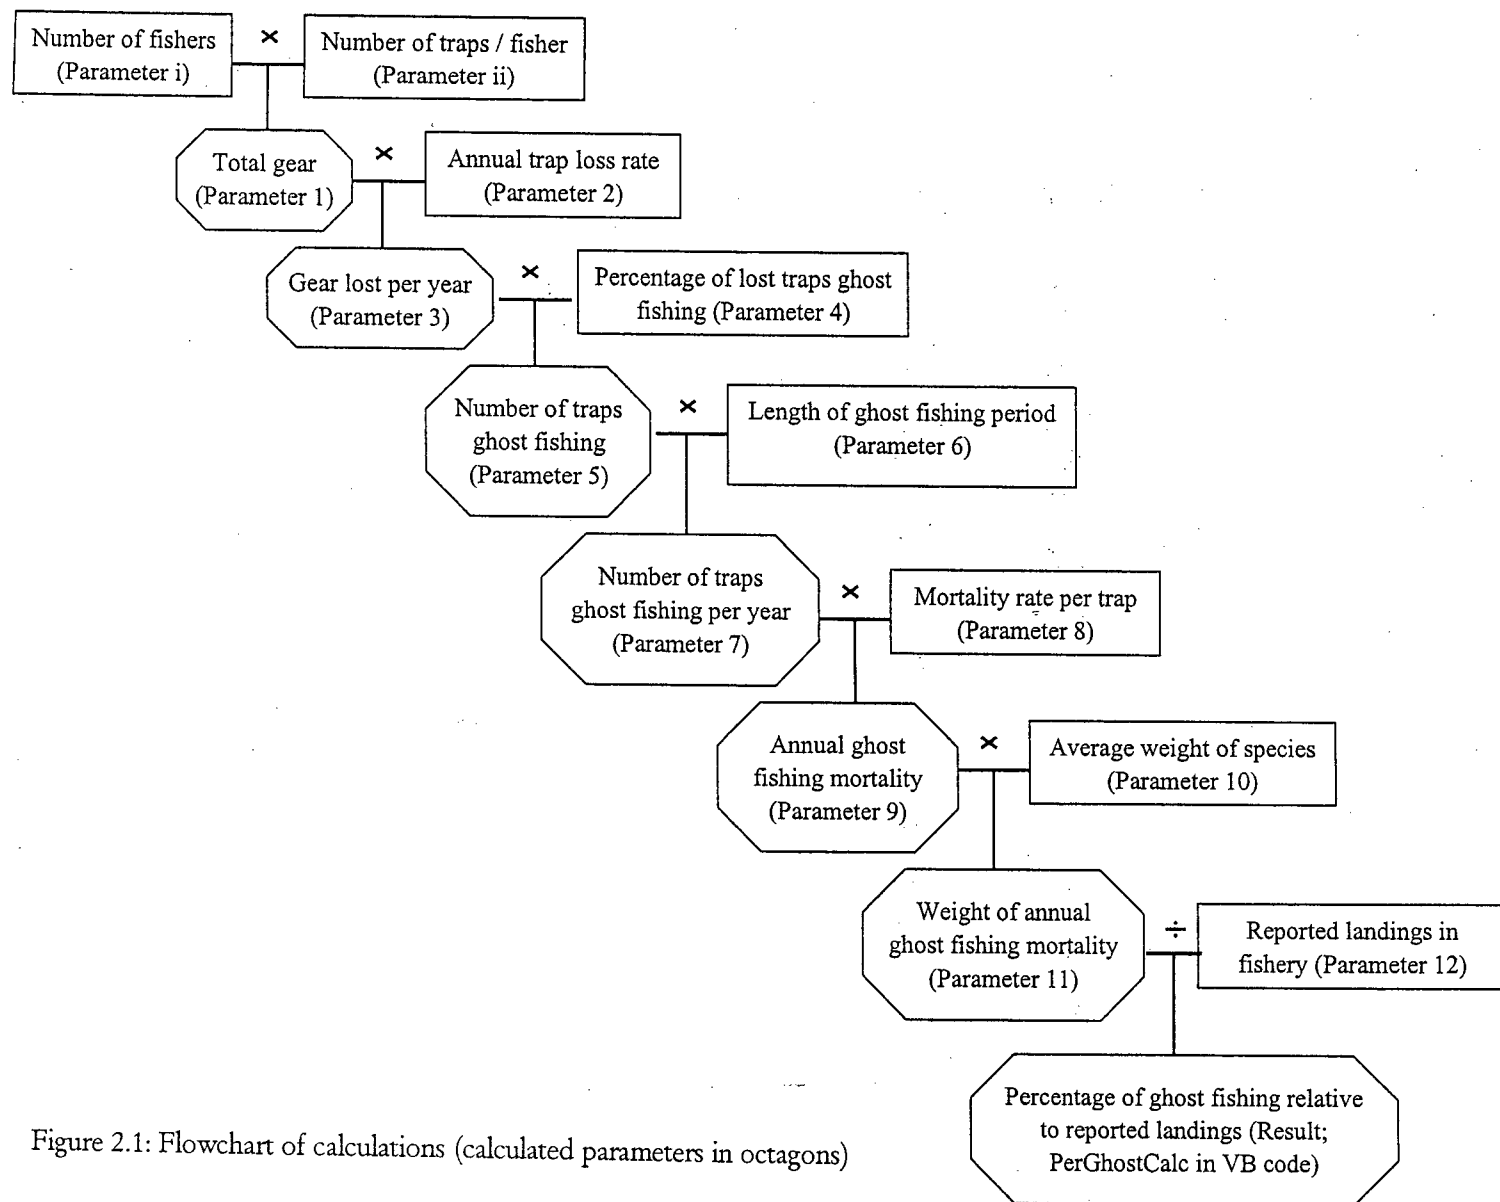 Number of fishers
(Parameter i)
×
Number of traps / fisher
(Parameter ii)
Total gear
(Parameter 1)
×
Annual trap loss rate
(Parameter 2)
Gear lost per year
(Parameter 3)
×
Percentage of lost traps ghost
fishing (Parameter 4)
Number of traps
ghost fishing
(Parameter 5)
×
Length of ghost fishing period
(Parameter 6)
Number of traps
ghost fishing per year
(Parameter 7)
×
Mortality rate per trap
(Parameter 8)
Annual ghost
fishing mortality
(Parameter 9)
×
Average weight of species
(Parameter 10)
Weight of annual
ghost fishing mortality
(Parameter 11)
÷
Reported landings in
fishery (Parameter 12)
Percentage of ghost fishing relative
to reported landings (Result;
PerGhostCalc in VB code)
Figure 2.1: Flowchart of calculations (calculated parameters in octagons)